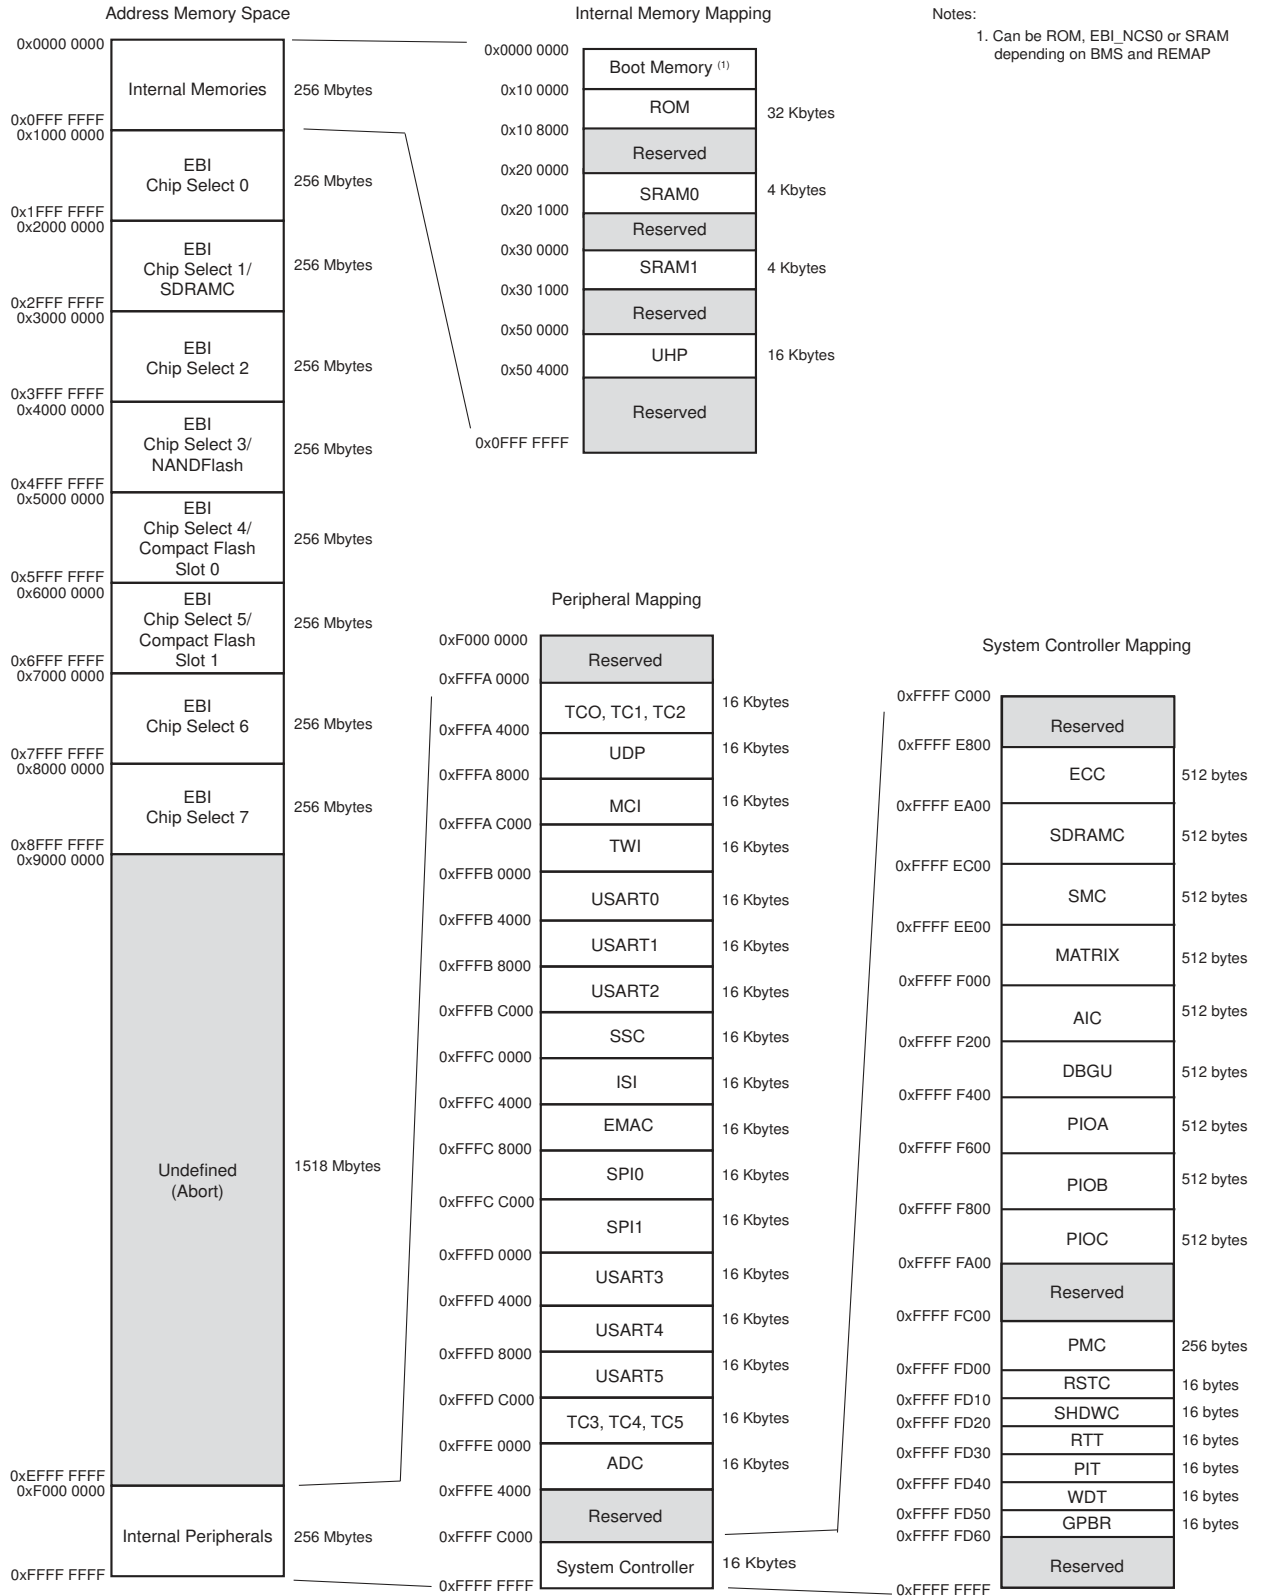 Address Memory Space
0x0000 0000
Internal Memories
256 Mbytes
0x0FFF FFFF
0x1000 0000
EBI
Chip Select 0
256 Mbytes
0x1FFF FFFF
0x2000 0000
EBI
Chip Select 1/
SDRAMC
256 Mbytes
0x2FFF FFFF
0x3000 0000
EBI
Chip Select 2
256 Mbytes
0x3FFF FFFF
0x4000 0000
EBI
Chip Select 3/
NANDFlash
256 Mbytes
0x4FFF FFFF
0x5000 0000
EBI
Chip Select 4/
Compact Flash
Slot 0
256 Mbytes
0x5FFF FFFF
0x6000 0000
EBI
Chip Select 5/
Compact Flash
Slot 1
256 Mbytes
0x6FFF FFFF
0x7000 0000
EBI
Chip Select 6
256 Mbytes
0x7FFF FFFF
0x8000 0000
EBI
Chip Select 7
256 Mbytes
0x8FFF FFFF
0x9000 0000
Undefined
(Abort)
1518 Mbytes
0xEFFF FFFF
0xF000 0000
Internal Peripherals
256 Mbytes
0xFFFF FFFF
Internal Memory Mapping
0x0000 0000
Boot Memory (1)
0x10 0000
ROM
32 Kbytes
0x10 8000
Reserved
0x20 0000
SRAM0
4 Kbytes
0x20 1000
Reserved
0x30 0000
SRAM1
4 Kbytes
0x30 1000
Reserved
0x50 0000
UHP
16 Kbytes
0x50 4000
Reserved
0x0FFF FFFF
Notes:
1. Can be ROM, EBI_NCS0 or SRAM
depending on BMS and REMAP
Peripheral Mapping
0xF000 0000
Reserved
0xFFFA 0000
TCO, TC1, TC2
16 Kbytes
0xFFFA 4000
UDP
16 Kbytes
0xFFFA 8000
MCI
16 Kbytes
0xFFFA C000
TWI
16 Kbytes
0xFFFB 0000
USART0
16 Kbytes
0xFFFB 4000
USART1
16 Kbytes
0xFFFB 8000
USART2
16 Kbytes
0xFFFB C000
SSC
16 Kbytes
0xFFFC 0000
ISI
16 Kbytes
0xFFFC 4000
EMAC
16 Kbytes
0xFFFC 8000
SPI0
16 Kbytes
0xFFFC C000
SPI1
16 Kbytes
0xFFFD 0000
USART3
16 Kbytes
0xFFFD 4000
USART4
16 Kbytes
0xFFFD 8000
USART5
16 Kbytes
0xFFFD C000
TC3, TC4, TC5
16 Kbytes
0xFFFE 0000
ADC
16 Kbytes
0xFFFE 4000
Reserved
0xFFFF C000
System Controller
16 Kbytes
0xFFFF FFFF
System Controller Mapping
0xFFFF C000
Reserved
0xFFFF E800
ECC
512 bytes
0xFFFF EA00
SDRAMC
512 bytes
0xFFFF EC00
SMC
512 bytes
0xFFFF EE00
MATRIX
512 bytes
0xFFFF F000
AIC
512 bytes
0xFFFF F200
DBGU
512 bytes
0xFFFF F400
PIOA
512 bytes
0xFFFF F600
PIOB
512 bytes
0xFFFF F800
PIOC
512 bytes
0xFFFF FA00
Reserved
0xFFFF FC00
PMC
256 bytes
0xFFFF FD00
RSTC
16 bytes
0xFFFF FD10
SHDWC
16 bytes
0xFFFF FD20
RTT
16 bytes
0xFFFF FD30
PIT
16 bytes
0xFFFF FD40
WDT
16 bytes
0xFFFF FD50
GPBR
16 bytes
0xFFFF FD60
Reserved
0xFFFF FFFF